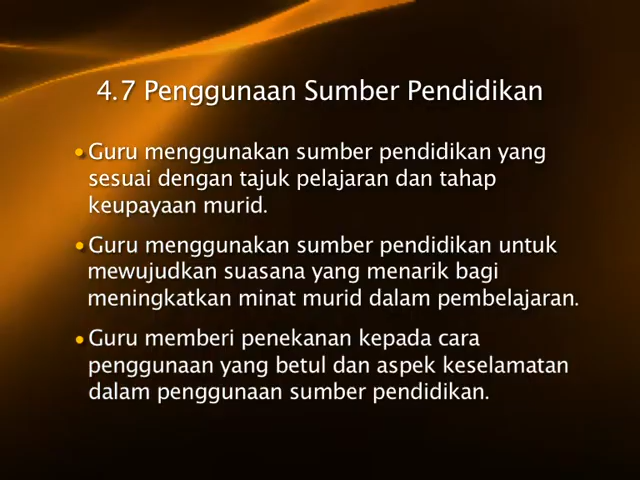 4.7 Penggunaan Sumber Pendidikan
• Guru menggunakan sumber pendidikan yang
sesuai dengan tajuk pelajaran dan tahap
keupayaan murid.
• Guru menggunakan sumber pendidikan untuk
mewujudkan suasana yang menarik bagi
meningkatkan minat murid dalam pembelajaran.
• Guru memberi penekanan kepada cara
penggunaan yang betul dan aspek keselamatan
dalam penggunaan sumber pendidikan.